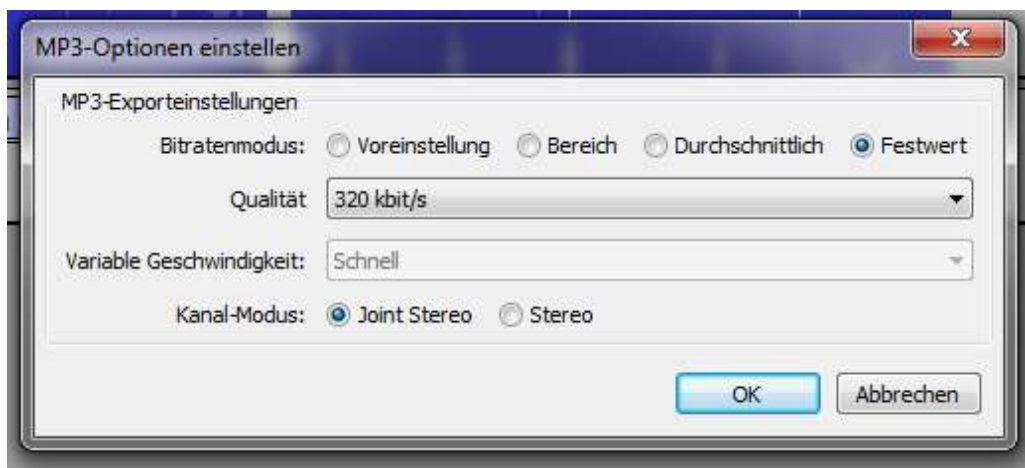 MP3-Optionen einstellen
MP3-Exporteinstellungen
Bitratenmodus: Voreinstellung Bereich Durchschnittlich Festwert
Qualität 320 kbit/s
Variable Geschwindigkeit: Schnell
Kanal-Modus: Joint Stereo Stereo
OK Abbrechen